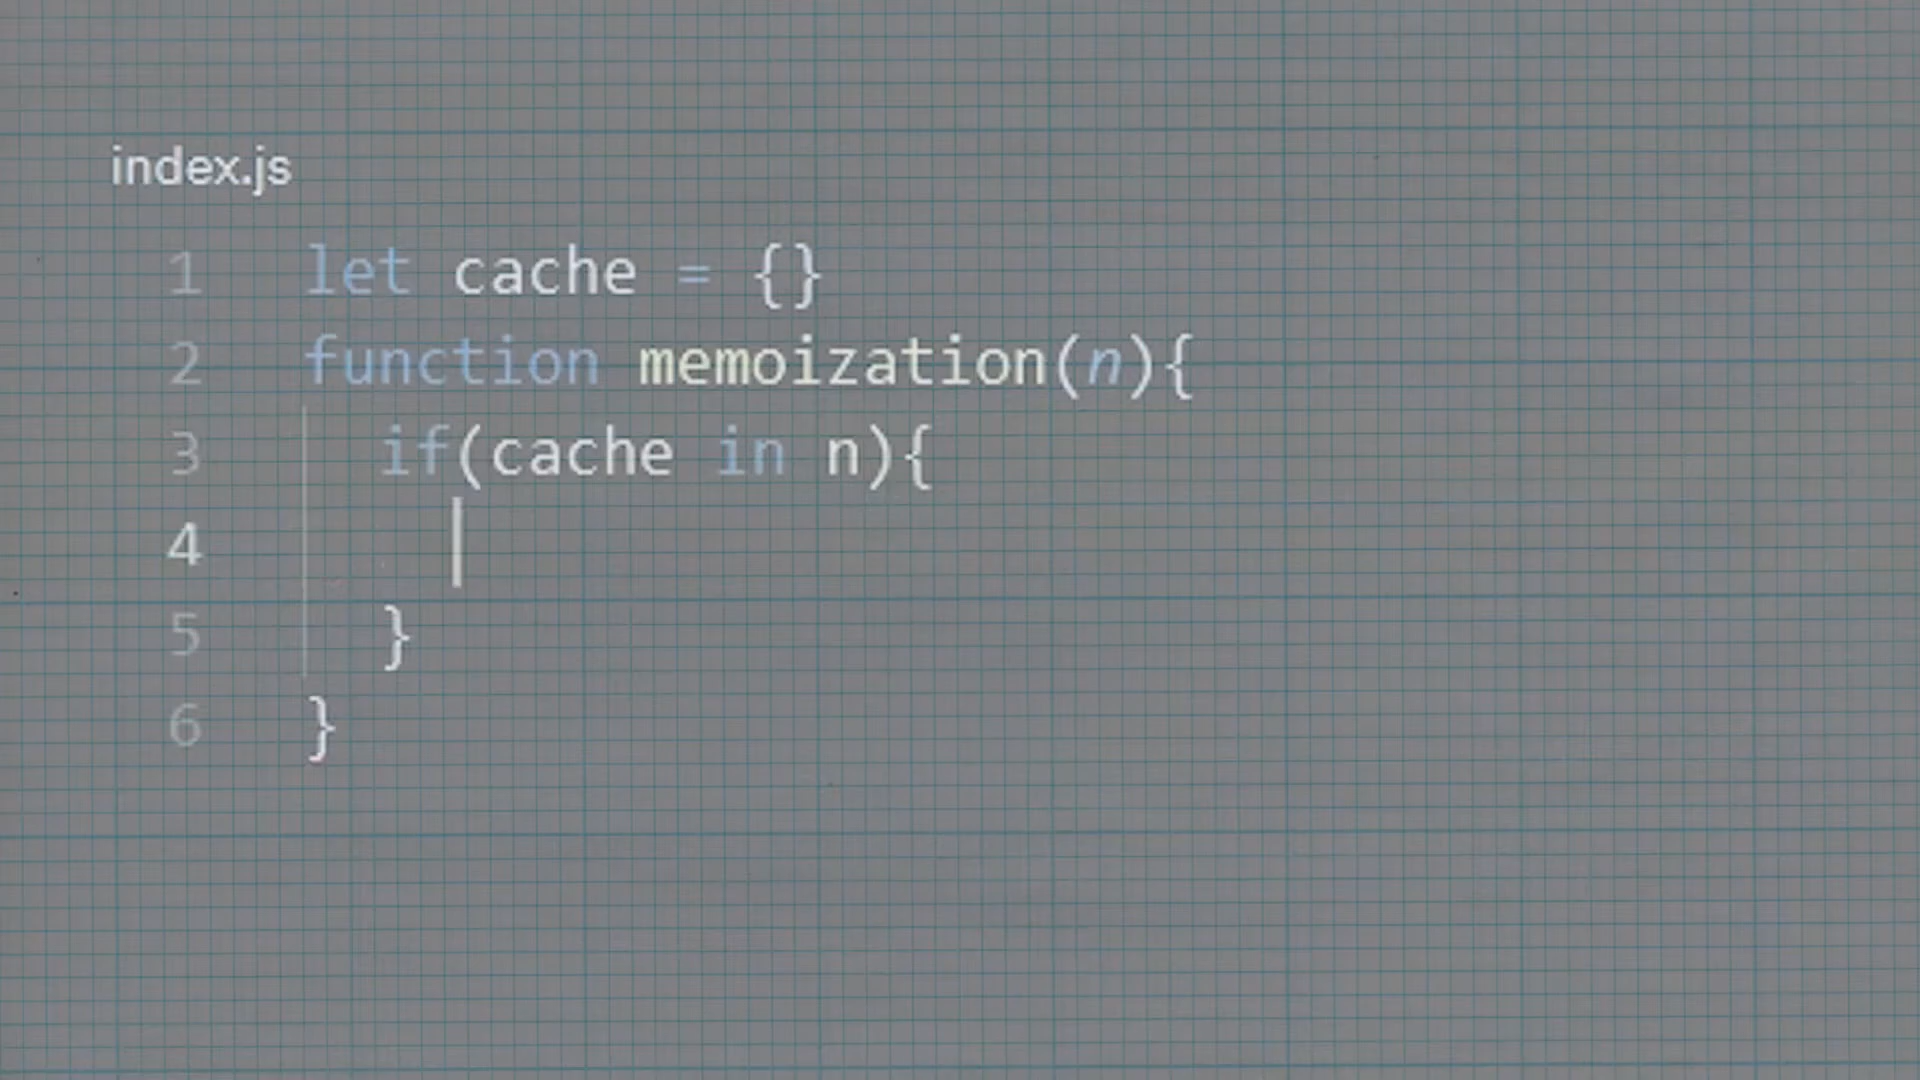 index.js
1 let cache = {}
2 function memoization(n){
3 if(cache in n){
4
5 }
6 }